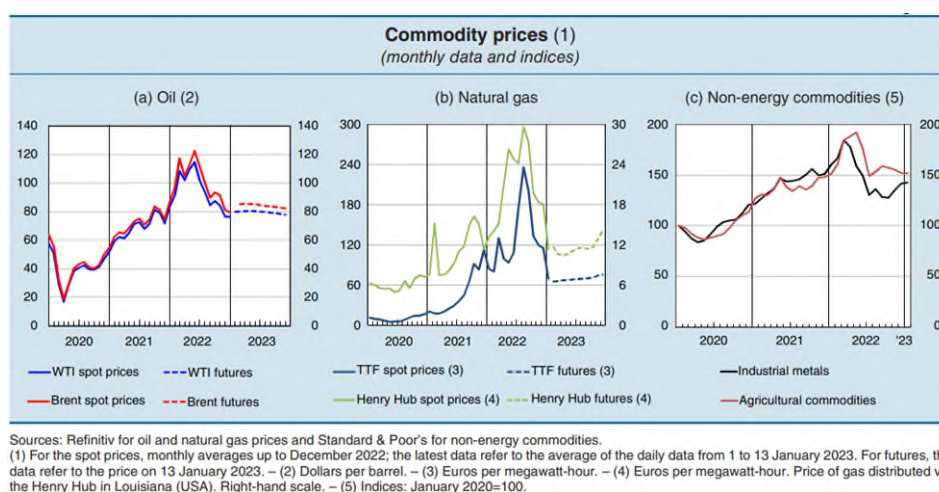 Commodity prices (1)
(monthly data and indices)
(a) Oil (2)
(b) Natural gas
(c) Non-energy commodities (5)
140 140 300 30 200 200
120 120
100 100 240 24 150 150
80 80 180 18
60 60 100 100
120 12
40 40 50 50
60 6
20 20
0 0 0 0 0 0
2020 2021 2022 2023
2020 2021 2022 2023
2020 2021 2022 '23
WTI spot prices WTI futures
Brent spot prices Brent futures
TTF spot prices (3) TTF futures (3)
Henry Hub spot prices (4) Henry Hub futures (4)
Industrial metals
Agricultural commodities
Sources: Refinitiv for oil and natural gas prices and Standard & Poor's for non-energy commodities.
(1) For the spot prices, monthly averages up to December 2022; the latest data refer to the average of the daily data from 1 to 13 January 2023. For futures,
data refer to the price on 13 January 2023. – (2) Dollars per barrel. – (3) Euros per megawatt-hour. – (4) Euros per megawatt-hour. Price of gas distributed
the Henry Hub in Louisiana (USA). Right-hand scale. – (5) Indices: January 2020=100.